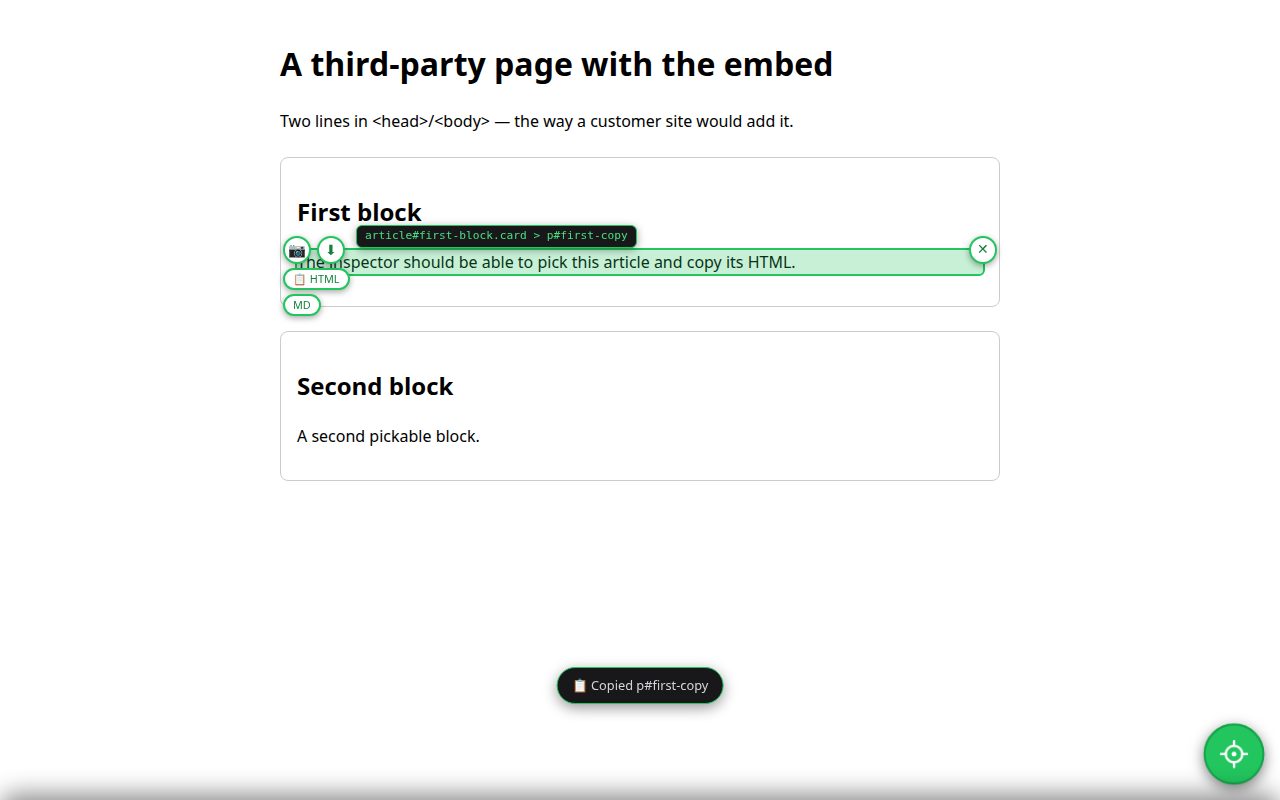 A third-party page with the embed
Two lines in <head>/<body> — the way a customer site would add it.
First block
article#first-block.card > p#first-copy
The inspector should be able to pick this article and copy its HTML.
HTML
MD
Second block
A second pickable block.
Copied p#first-copy